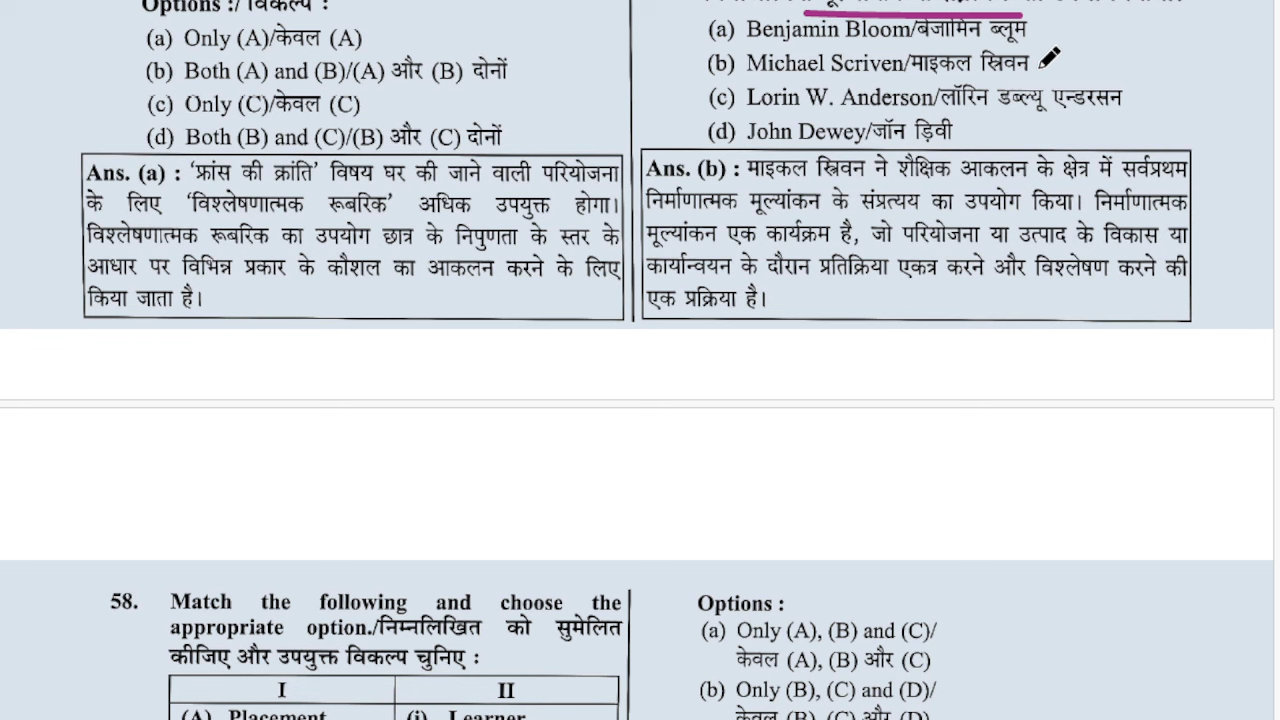 Options :/ विकल्प :
(a) Only (A)/केवल (A)
(b) Both (A) and (B)/(A) और (B) दोनों
(c) Only (C)/केवल (C)
(d) Both (B) and (C)/(B) और (C) दोनों
Ans. (a) : ‘फ्रांस की क्रांति’ विषय घर की जाने वाली परियोजना
के लिए ‘विश्लेषणात्मक रूबरिक’ अधिक उपयुक्त होगा।
विश्लेषणात्मक रूबरिक का उपयोग छात्र के निपुणता के स्तर के
आधार पर विभिन्न प्रकार के कौशल का आकलन करने के लिए
किया जाता है।
(a) Benjamin Bloom/बेंजामिन ब्लूम
(b) Michael Scriven/माइकल स्क्रिवन
(c) Lorin W. Anderson/लॉरिन डब्ल्यू एन्डरसन
(d) John Dewey/जॉन ड़िवी
Ans. (b) : माइकल स्क्रिवन ने शैक्षिक आकलन के क्षेत्र में सर्वप्रथम
निर्माणात्मक मूल्यांकन के संप्रत्यय का उपयोग किया। निर्माणात्मक
मूल्यांकन एक कार्यक्रम है, जो परियोजना या उत्पाद के विकास या
कार्यान्वयन के दौरान प्रतिक्रिया एकत्र करने और विश्लेषण करने की
एक प्रक्रिया है।
58. Match the following and choose the
appropriate option./निम्नलिखित को सुमेलित
कीजिए और उपयुक्त विकल्प चुनिए :
I II
(A) Placement (i) Learner
Options :
(a) Only (A), (B) and (C)/
केवल (A), (B) और (C)
(b) Only (B), (C) and (D)/
केवल (B), (C) और (D)